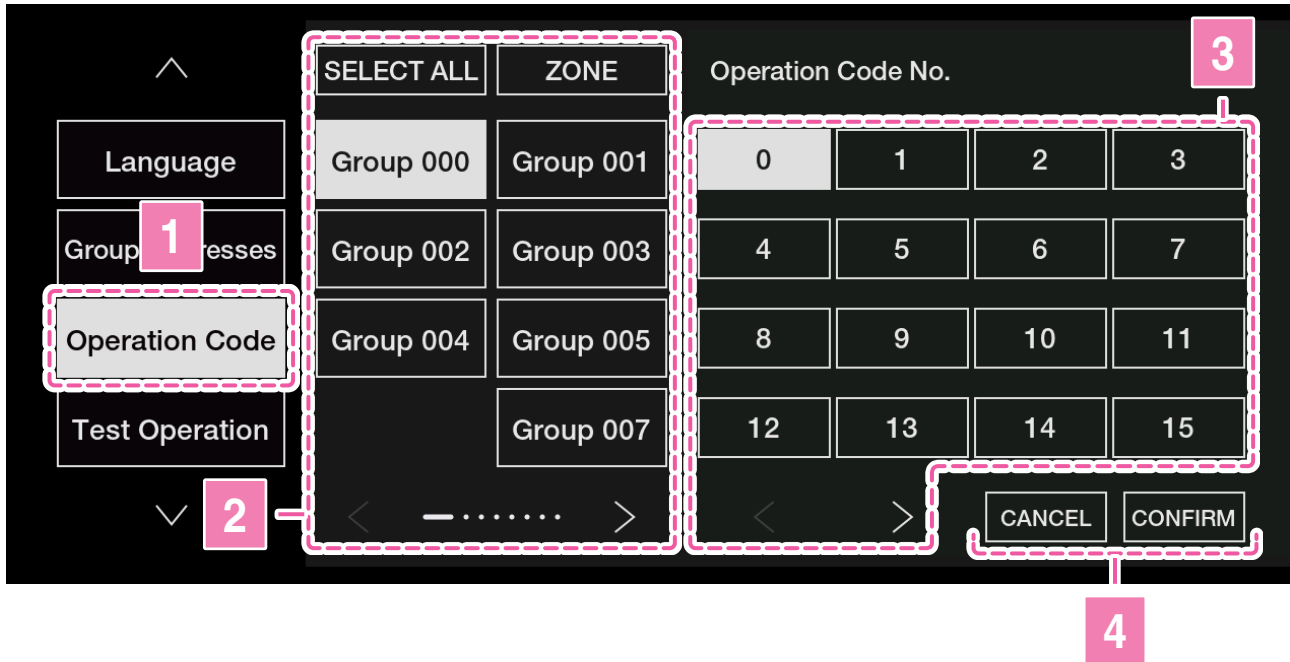 SELECT ALL ZONE
Operation Code No.
3
Language
Group 000 Group 001
0 1 2 3
1
Group esses
Group 002 Group 003
4 5 6 7
Operation Code
Group 004 Group 005
8 9 10 11
Test Operation
Group 007
12 13 14 15
2
CANCEL CONFIRM
4